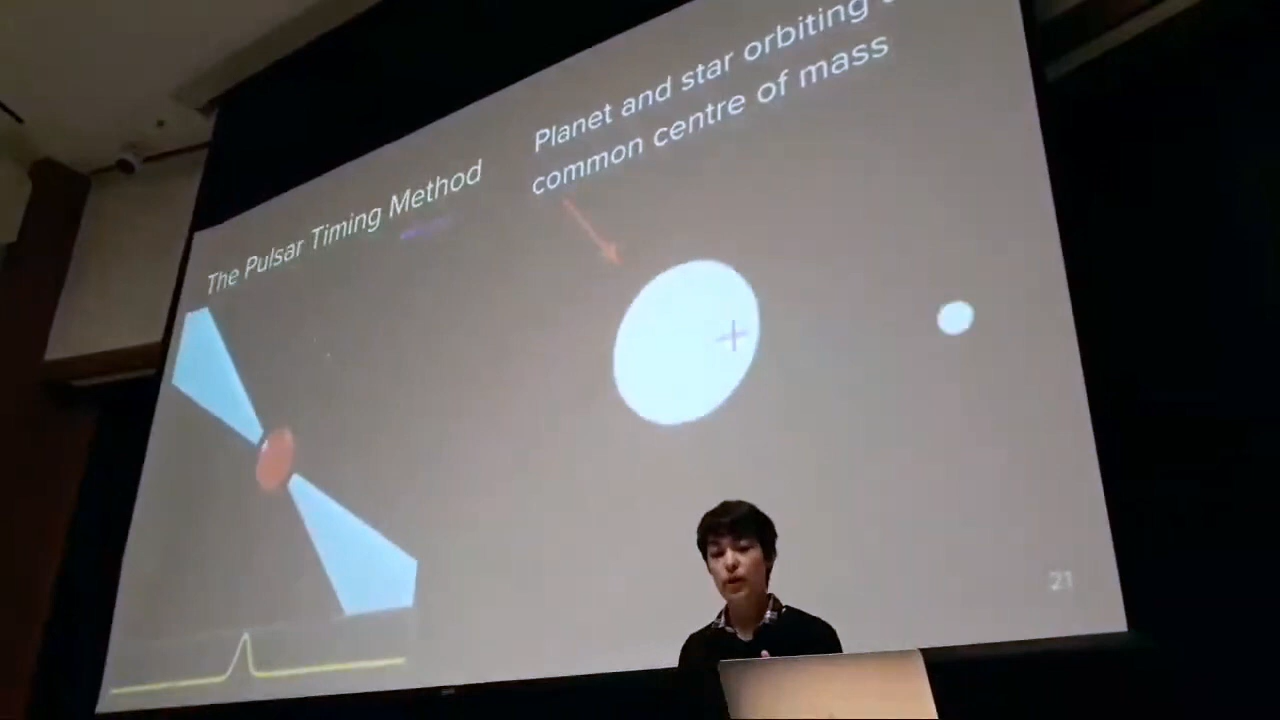 The Pulsar Timing Method
Planet and star orbiting
common centre of mass
21